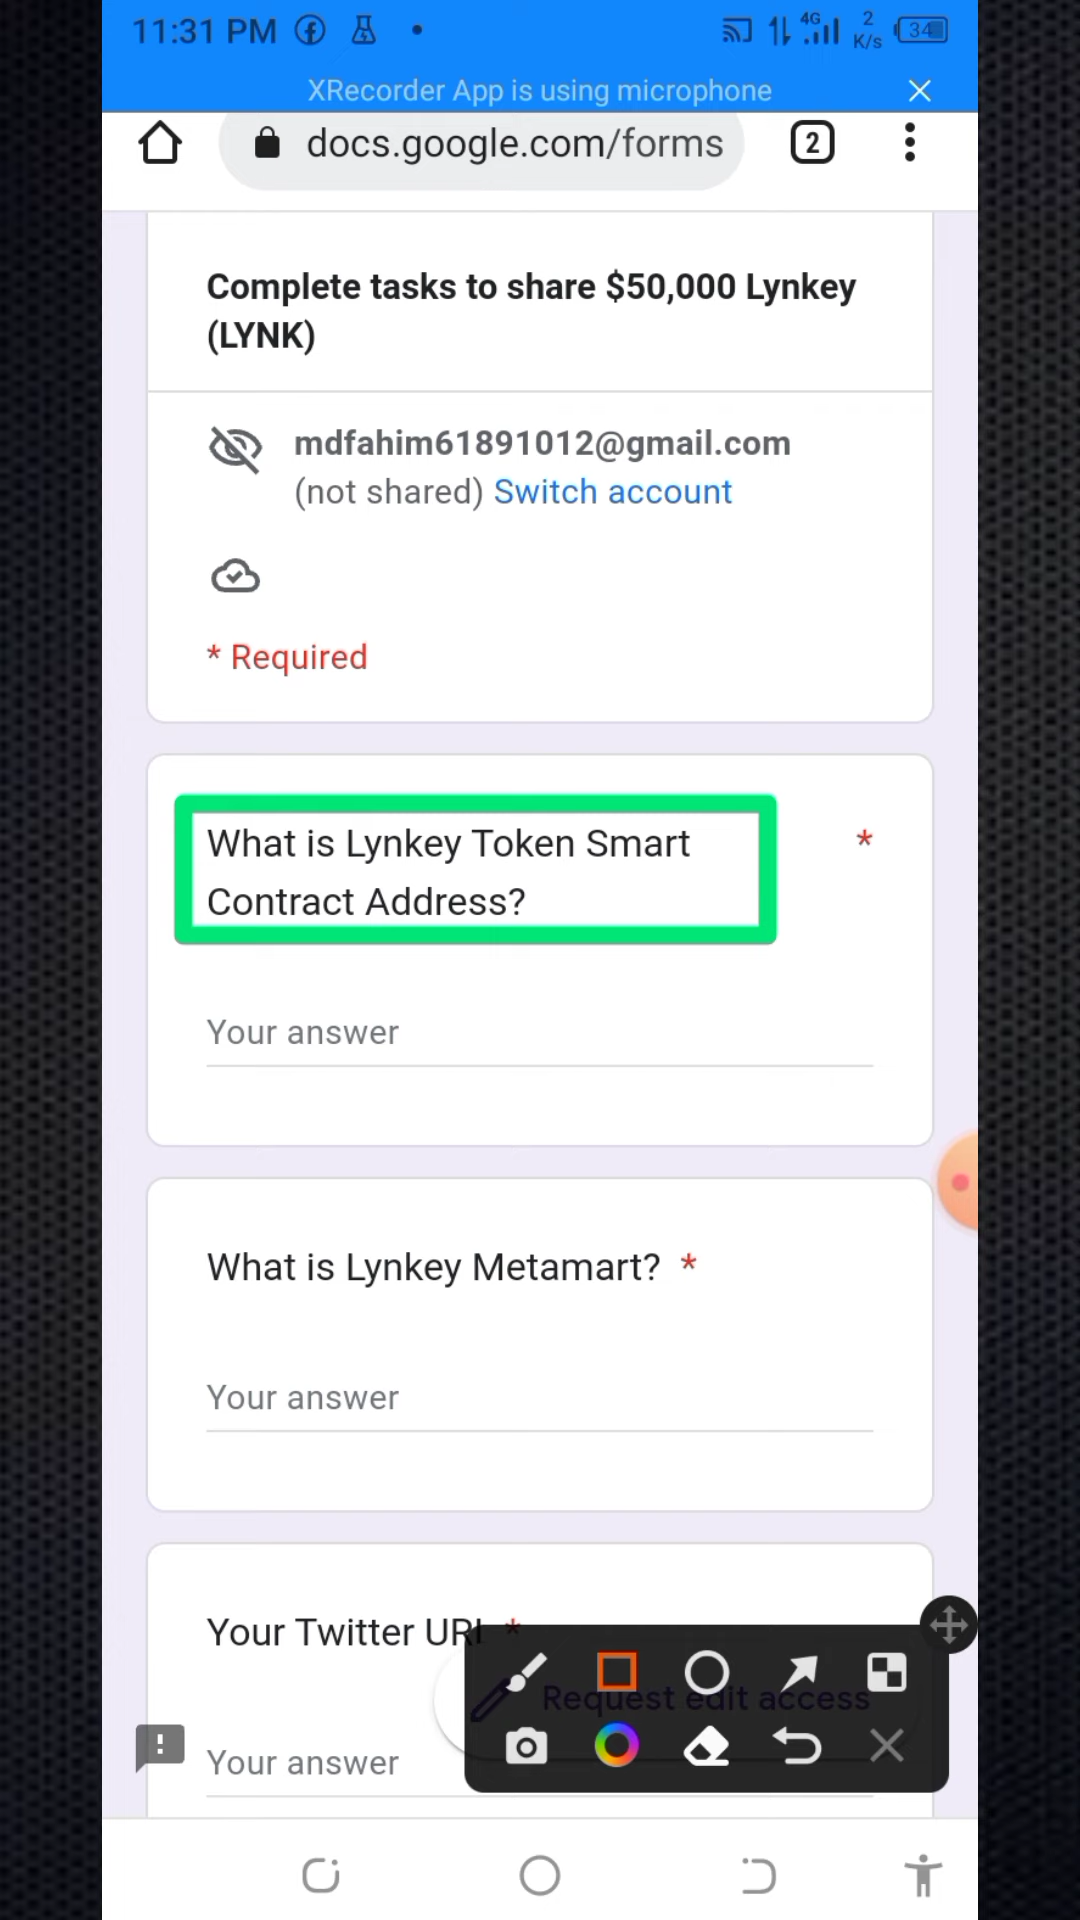 11:31 PM
4G
2
K/s
34
XRecorder App is using microphone
docs.google.com/forms
2
Complete tasks to share $50,000 Lynkey
(LYNK)
mdfahim61891012@gmail.com
(not shared) Switch account
* Required
What is Lynkey Token Smart *
Contract Address?
Your answer
What is Lynkey Metamart? *
Your answer
Your Twitter URL *
Request edit access
Your answer